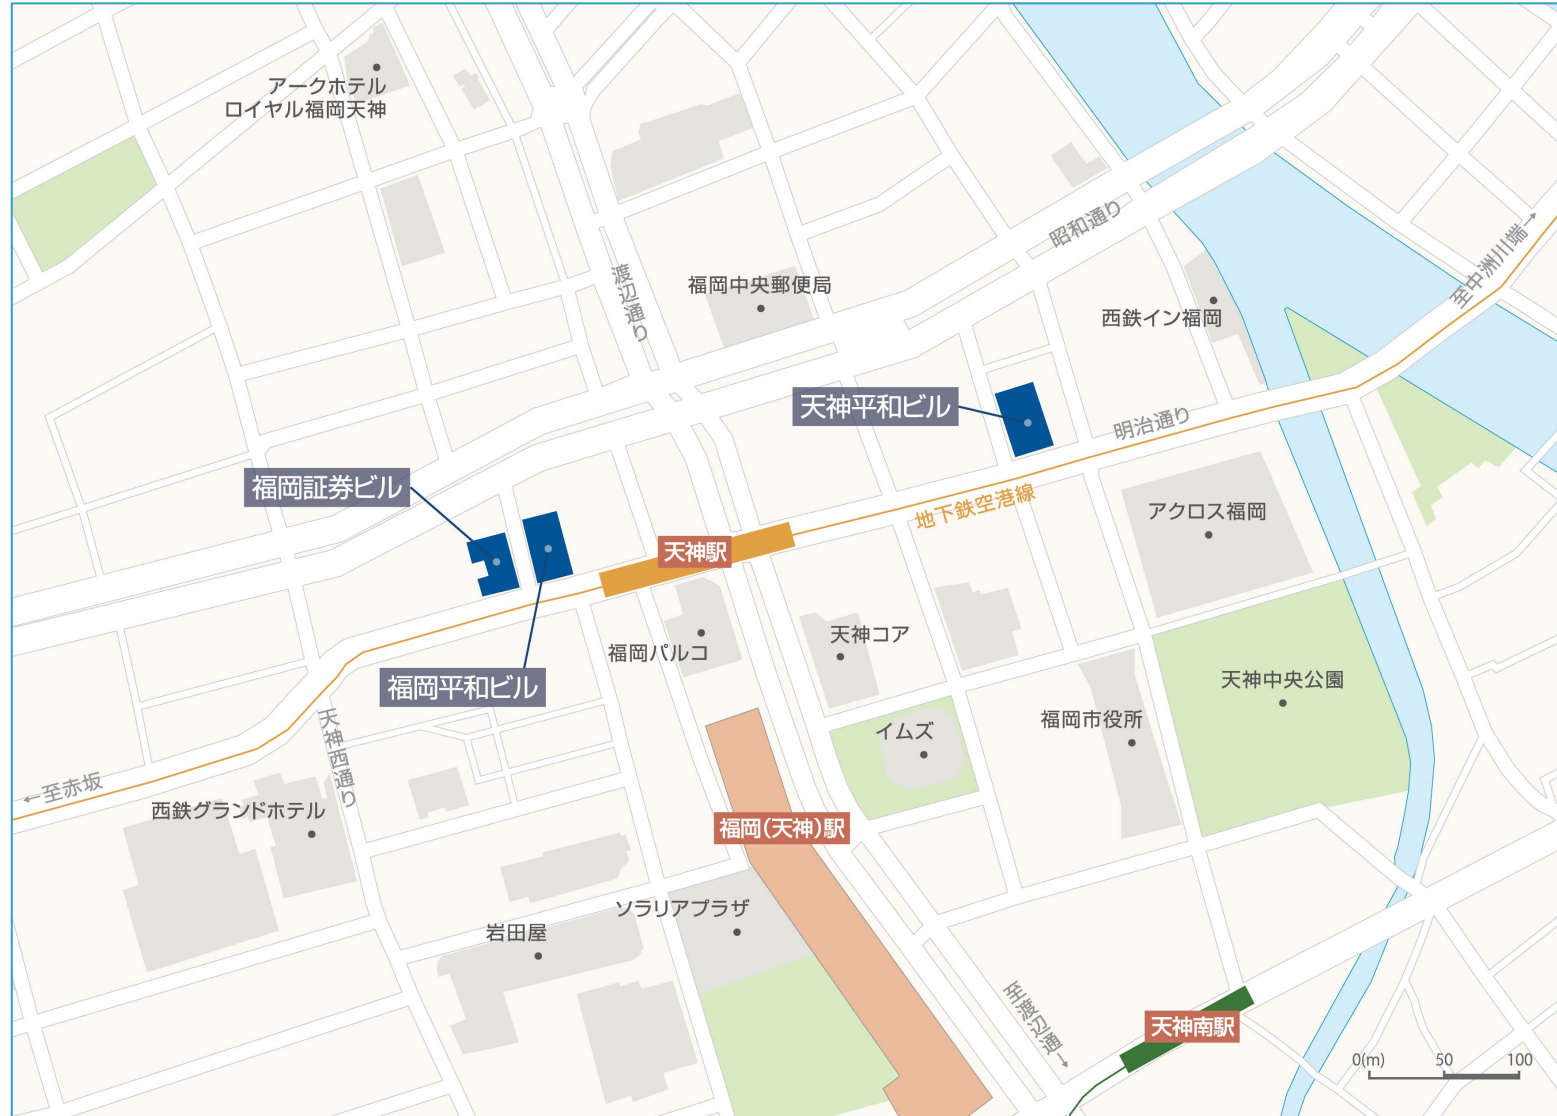 アークホテル
ロイヤル福岡天神
渡辺通り
福岡中央郵便局
昭和通り
西鉄イン福岡
至中洲川端→
天神平和ビル
明治通り
福岡証券ビル
地下鉄空港線
アクロス福岡
天神駅
福岡パルコ
天神コア
福岡平和ビル
天神西通り
イムズ
福岡市役所
天神中央公園
←至赤坂
西鉄グランドホテル
福岡(天神)駅
ソラリアプラザ
岩田屋
至渡辺通→
天神南駅
0(m) 50 100